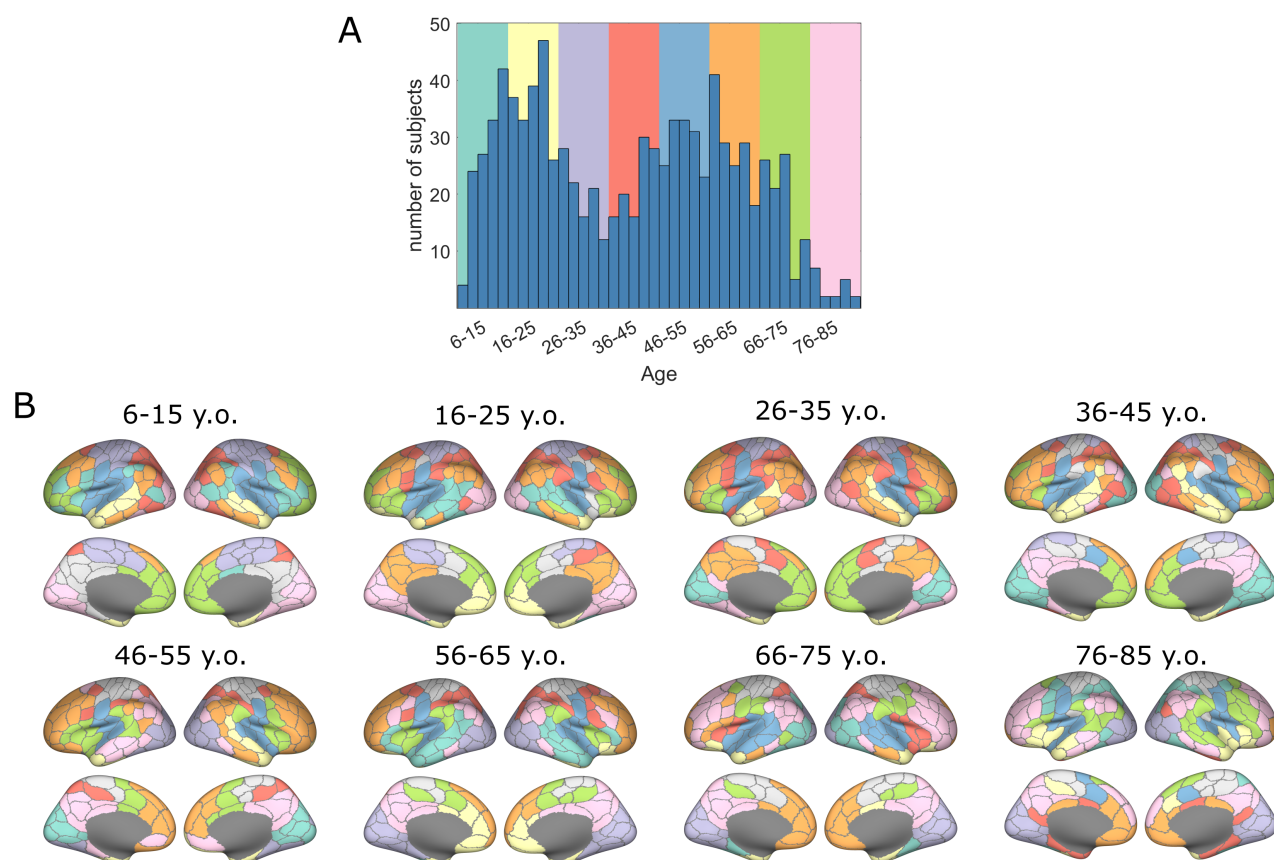 A
50
40
30
20
10
number of subjects
6-15
16-25
26-35
36-45
46-55
56-65
66-75
76-85
Age
B
6-15 y.o.
16-25 y.o.
26-35 y.o.
36-45 y.o.
46-55 y.o.
56-65 y.o.
66-75 y.o.
76-85 y.o.